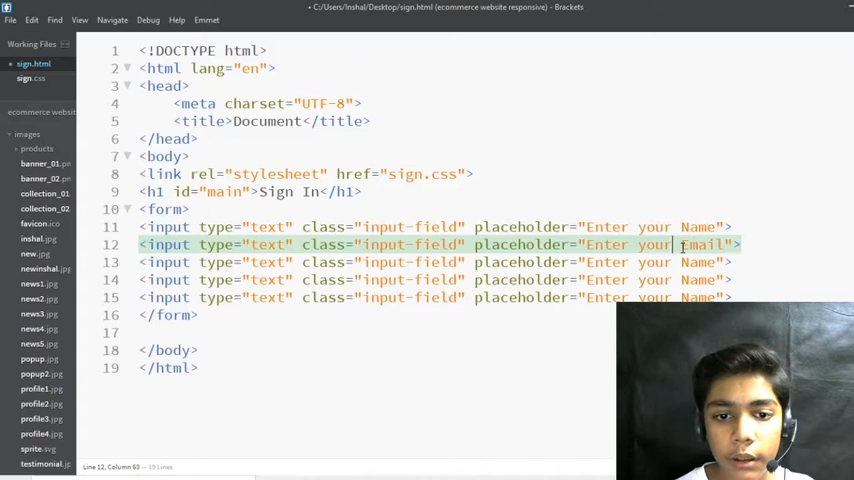 • C:/Users/Inshal/Desktop/sign.html (ecommerce website responsive) - Brackets
File Edit Find View Navigate Debug Help Emmet
Working Files
sign.html
sign.css
ecommerce website
images
products
banner_01.pn
banner_02.pn
collection_01
collection_02
favicon.ico
inshal.jpg
new.jpg
newinshal.jpg
news1.jpg
news2.jpg
news3.jpg
news4.jpg
news5.jpg
popup.jpg
popup2.jpg
profile1.jpg
profile2.jpg
profile3.jpg
profile4.jpg
sprite.svg
testimonial.jp
1 <!DOCTYPE html>
2 <html lang="en">
3 <head>
4 <meta charset="UTF-8">
5 <title>Document</title>
6 </head>
7 <body>
8 <link rel="stylesheet" href="sign.css">
9 <h1 id="main">Sign In</h1>
10 <form>
11 <input type="text" class="input-field" placeholder="Enter your Name">
12 <input type="text" class="input-field" placeholder="Enter your Email">
13 <input type="text" class="input-field" placeholder="Enter your Name">
14 <input type="text" class="input-field" placeholder="Enter your Name">
15 <input type="text" class="input-field" placeholder="Enter your Name">
16 </form>
17
18 </body>
19 </html>
Line 12, Column 63 — 19 Lines